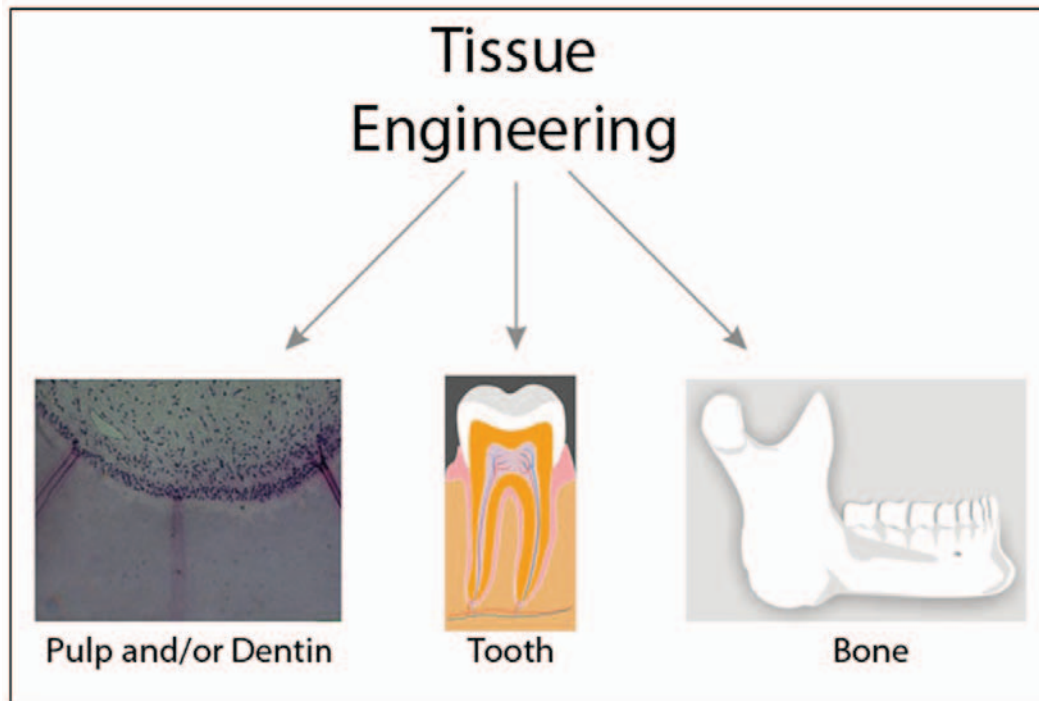 Tissue
Engineering
Pulp and/or Dentin
Tooth
Bone